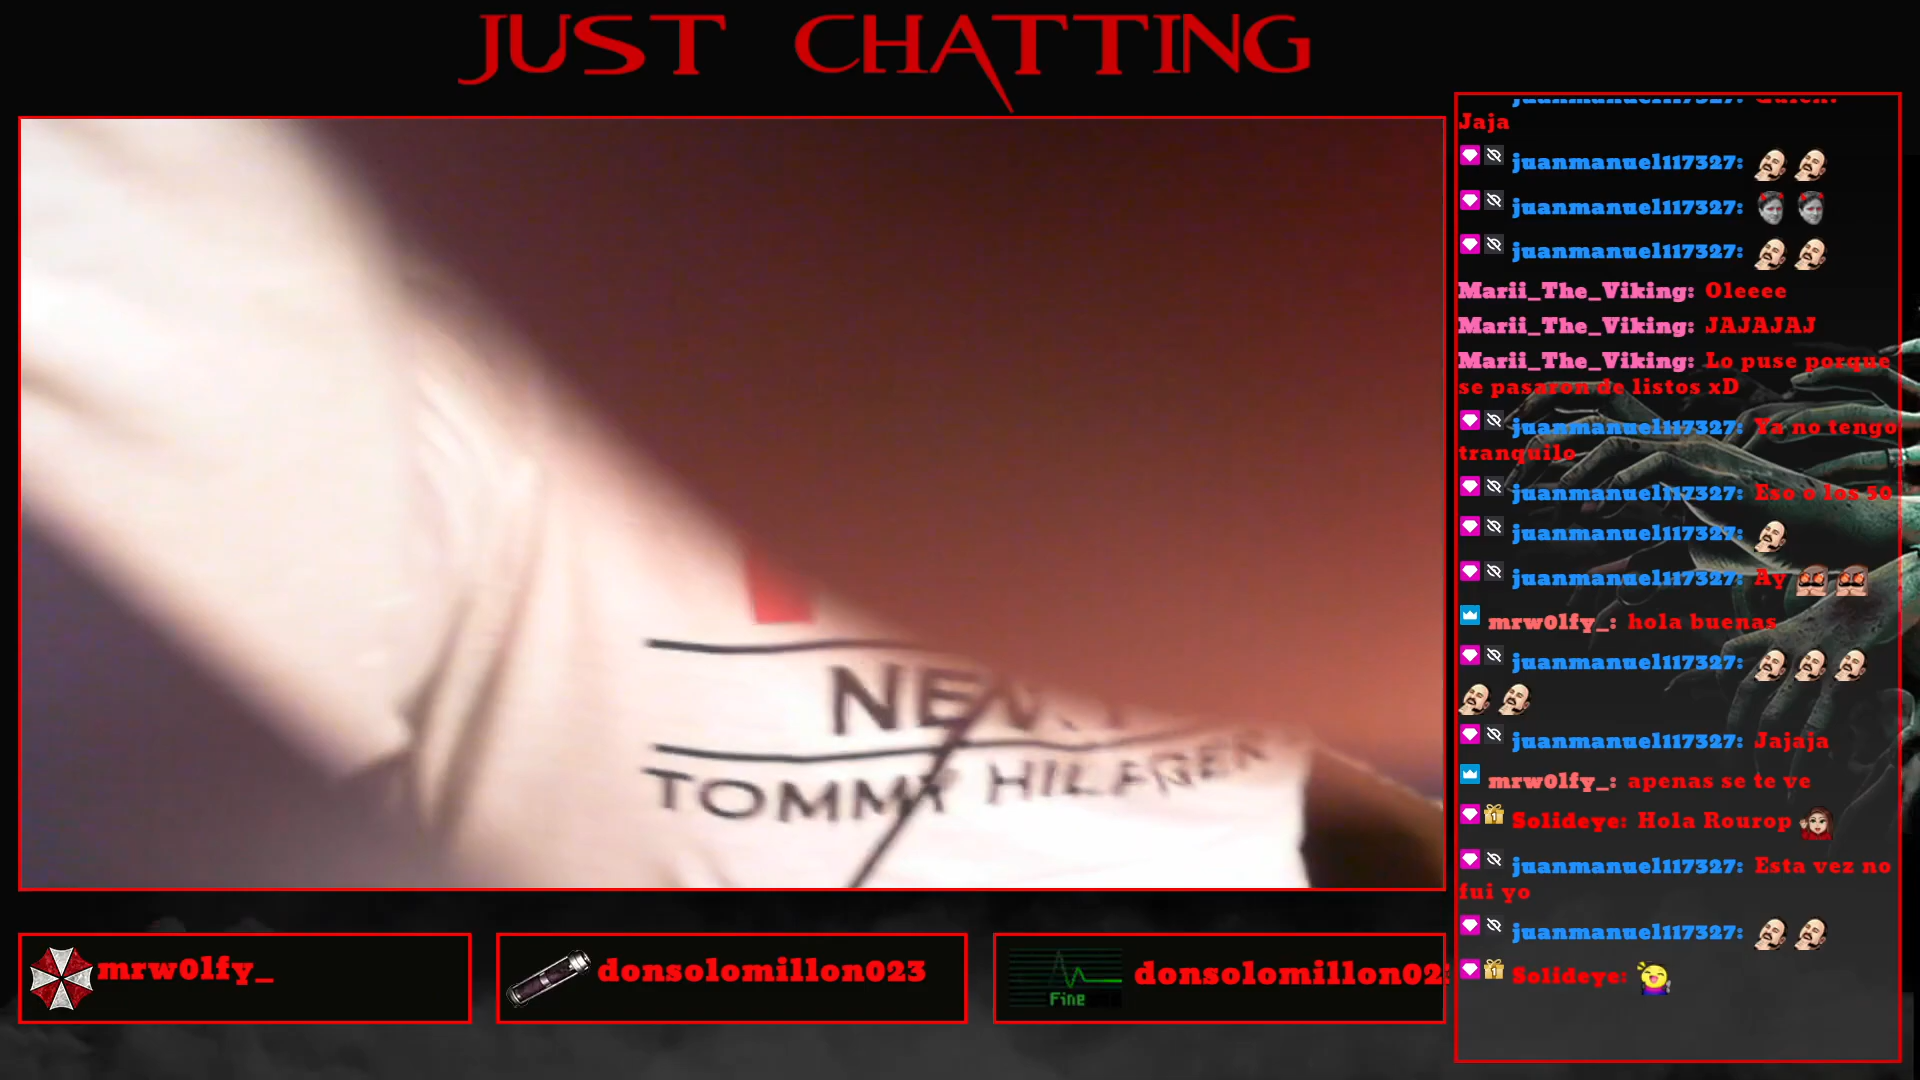 JUST CHATTING
Jaja
juanmanuel117327:
juanmanuel117327:
juanmanuel117327:
Marii_The_Viking: Oleeee
Marii_The_Viking: JAJAJAJ
Marii_The_Viking: Lo puse porque
se pasaron de listos xD
juanmanuel117327: Ya no tengo
tranquilo
juanmanuel117327: Eso o los 50
juanmanuel117327:
juanmanuel117327: Ay
mrw0lfy_: hola buenas
juanmanuel117327:
juanmanuel117327: Jajaja
mrw0lfy_: apenas se te ve
Solideye: Hola Rourop
juanmanuel117327: Esta vez no
fui yo
juanmanuel117327:
Solideye:
NEW
TOMMY HILFIGER
mrw0lfy_
donsolomillon023
Fine
donsolomillon02